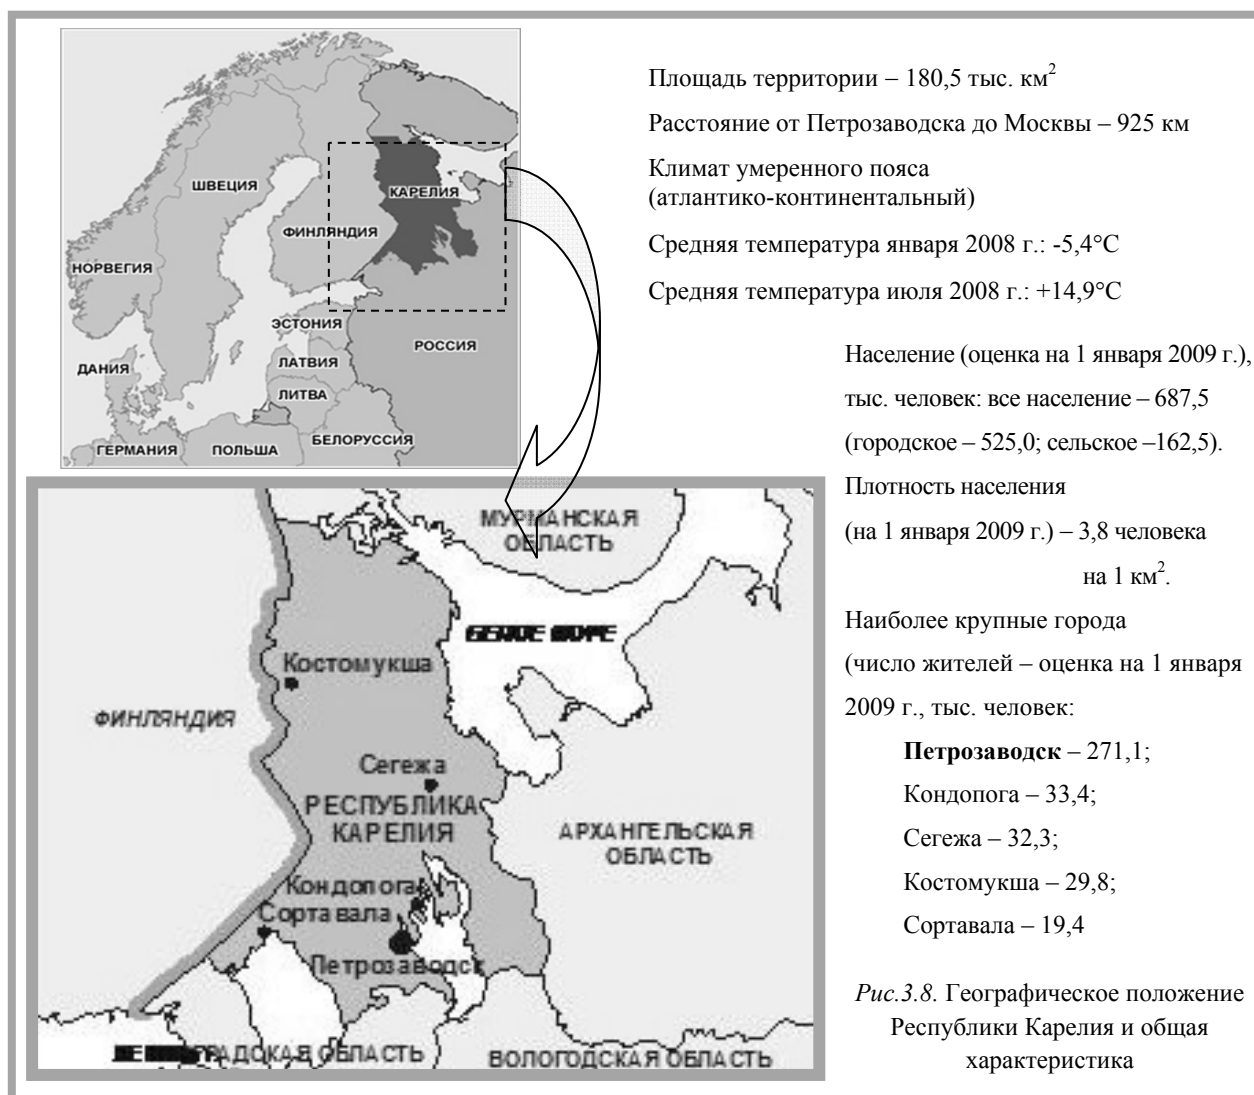 ШВЕЦИЯ
КАРЕЛИЯ
ФИНЛЯНДИЯ
НОРВЕГИЯ
ЭСТОНИЯ
РОССИЯ
ДАНИЯ
ЛАТВИЯ
ЛИТВА
БЕЛОРУССИЯ
ГЕРМАНИЯ
ПОЛЬША
Площадь территории – 180,5 тыс. км²
Расстояние от Петрозаводска до Москвы – 925 км
Климат умеренного пояса
(атлантико-континентальный)
Средняя температура января 2008 г.: -5,4°С
Средняя температура июля 2008 г.: +14,9°С
Население (оценка на 1 января 2009 г.),
тыс. человек: все население – 687,5
(городское – 525,0; сельское –162,5).
Плотность населения
(на 1 января 2009 г.) – 3,8 человека
на 1 км².
Наиболее крупные города
(число жителей – оценка на 1 января
2009 г., тыс. человек:
Петрозаводск – 271,1;
Кондопога – 33,4;
Сегежа – 32,3;
Костомукша – 29,8;
Сортавала – 19,4
Рис.3.8. Географическое положение
Республики Карелия и общая
характеристика
МУРМАНСКАЯ
ОБЛАСТЬ
БЕЛОЕ МОРЕ
Костомукша
ФИНЛЯНДИЯ
Сегежа
РЕСПУБЛИКА
КАРЕЛИЯ
АРХАНГЕЛЬСКАЯ
ОБЛАСТЬ
Кондопога
Сортавала
Петрозаводск
ЛЕНИНГРАДСКАЯ ОБЛАСТЬ
ВОЛОГОДСКАЯ ОБЛАСТЬ